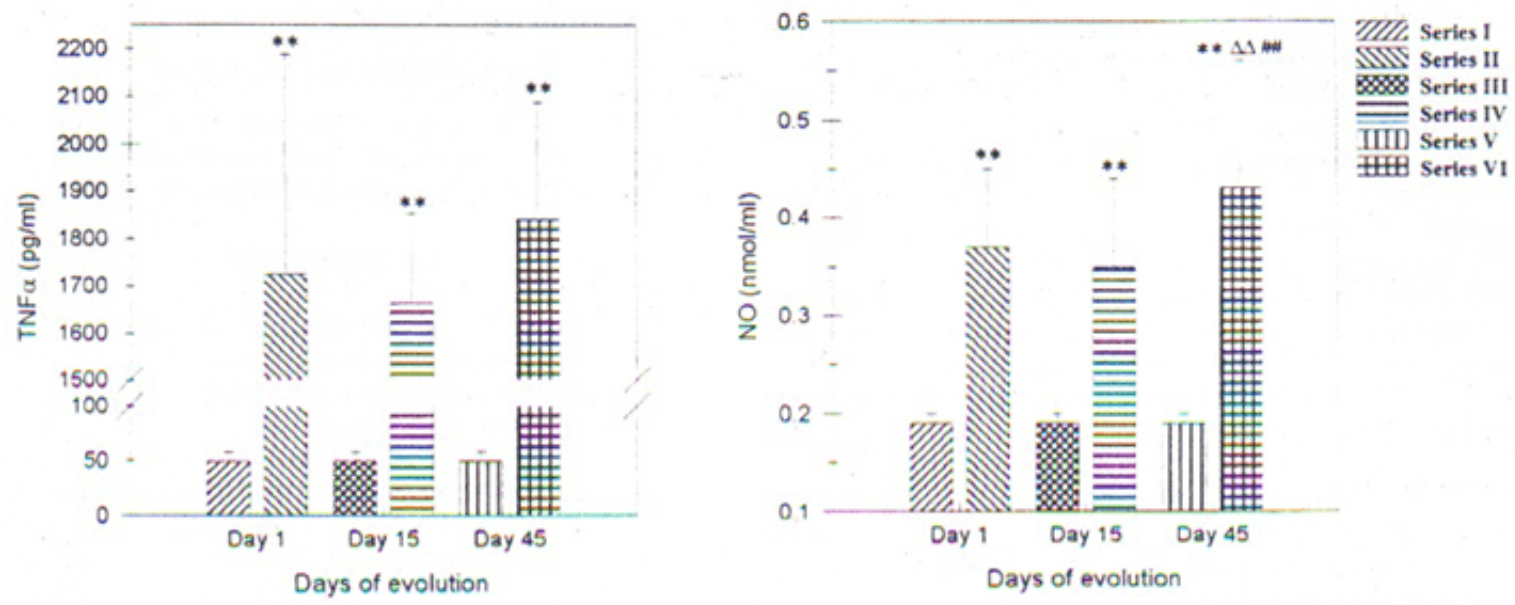 2200
2100
2000
1900
1800
1700
1600
1500
100
50
0
TNFα (pg/ml)
**
**
**
Day 1
Day 15
Day 45
Days of evolution
0.6
0.5
0.4
0.3
0.2
0.1
NO (nmol/ml)
**
**
** ΔΔ ##
Day 1
Day 15
Day 45
Days of evolution
Series I
Series II
Series III
Series IV
Series V
Series V1